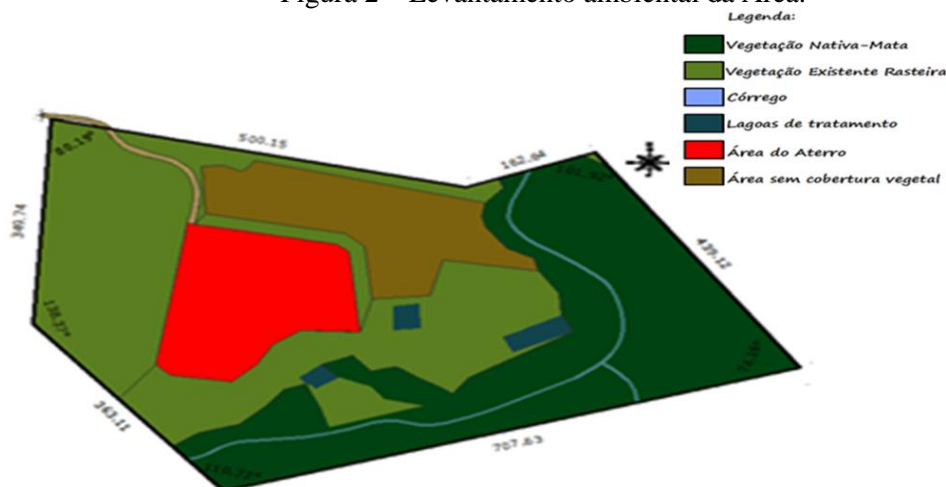 Figura 2 – Levantamento ambiental da Área.
Legenda:
Vegetação Nativa-Mata
Vegetação Existente Rasteira
Córrego
Lagoas de tratamento
Área do Aterro
Área sem cobertura vegetal
500.15
162.64
349.74
439.12
363.11
707.63